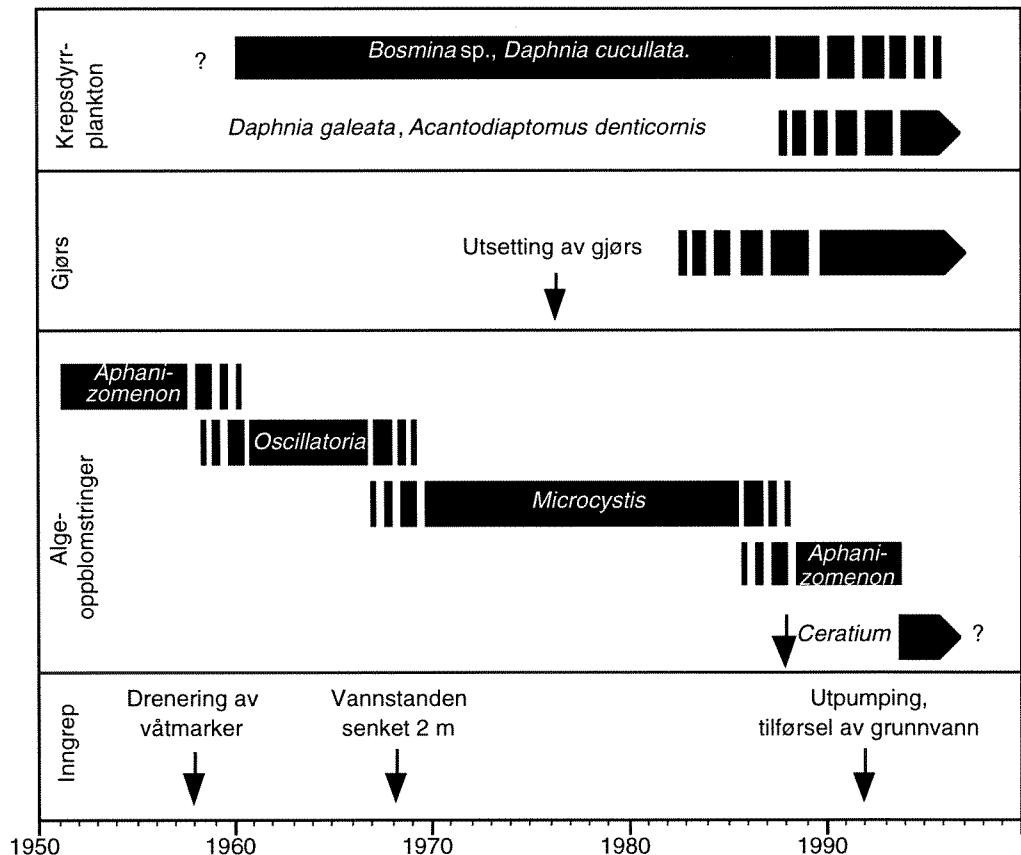 Krepsdyrr-
plankton
?
Bosmina sp., Daphnia cucullata.
Daphnia galeata, Acantodiaptomus denticornis
Gjørs
Utsetting av gjørs
Alge-
oppblomstringer
Aphani-
zomenon
Oscillatoria
Microcystis
Aphani-
zomenon
Ceratium
?
Inngrep
Drenering av
våtmarker
Vannstanden
senket 2 m
Utpumping,
tilførsel av grunnvann
1950 1960 1970 1980 1990